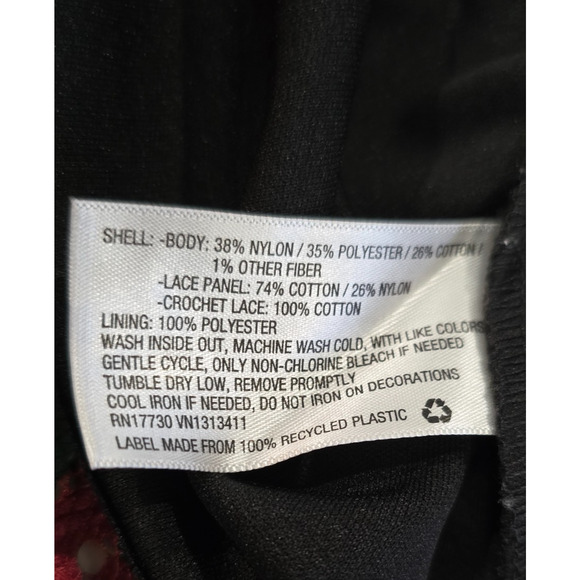 SHELL: -BODY: 38% NYLON / 35% POLYESTER / 26% COTTON /
1% OTHER FIBER
-LACE PANEL: 74% COTTON / 26% NYLON
-CROCHET LACE: 100% COTTON
LINING: 100% POLYESTER
WASH INSIDE OUT, MACHINE WASH COLD, WITH LIKE COLORS
GENTLE CYCLE, ONLY NON-CHLORINE BLEACH IF NEEDED
TUMBLE DRY LOW, REMOVE PROMPTLY
COOL IRON IF NEEDED, DO NOT IRON ON DECORATIONS
RN17730 VN1313411
LABEL MADE FROM 100% RECYCLED PLASTIC